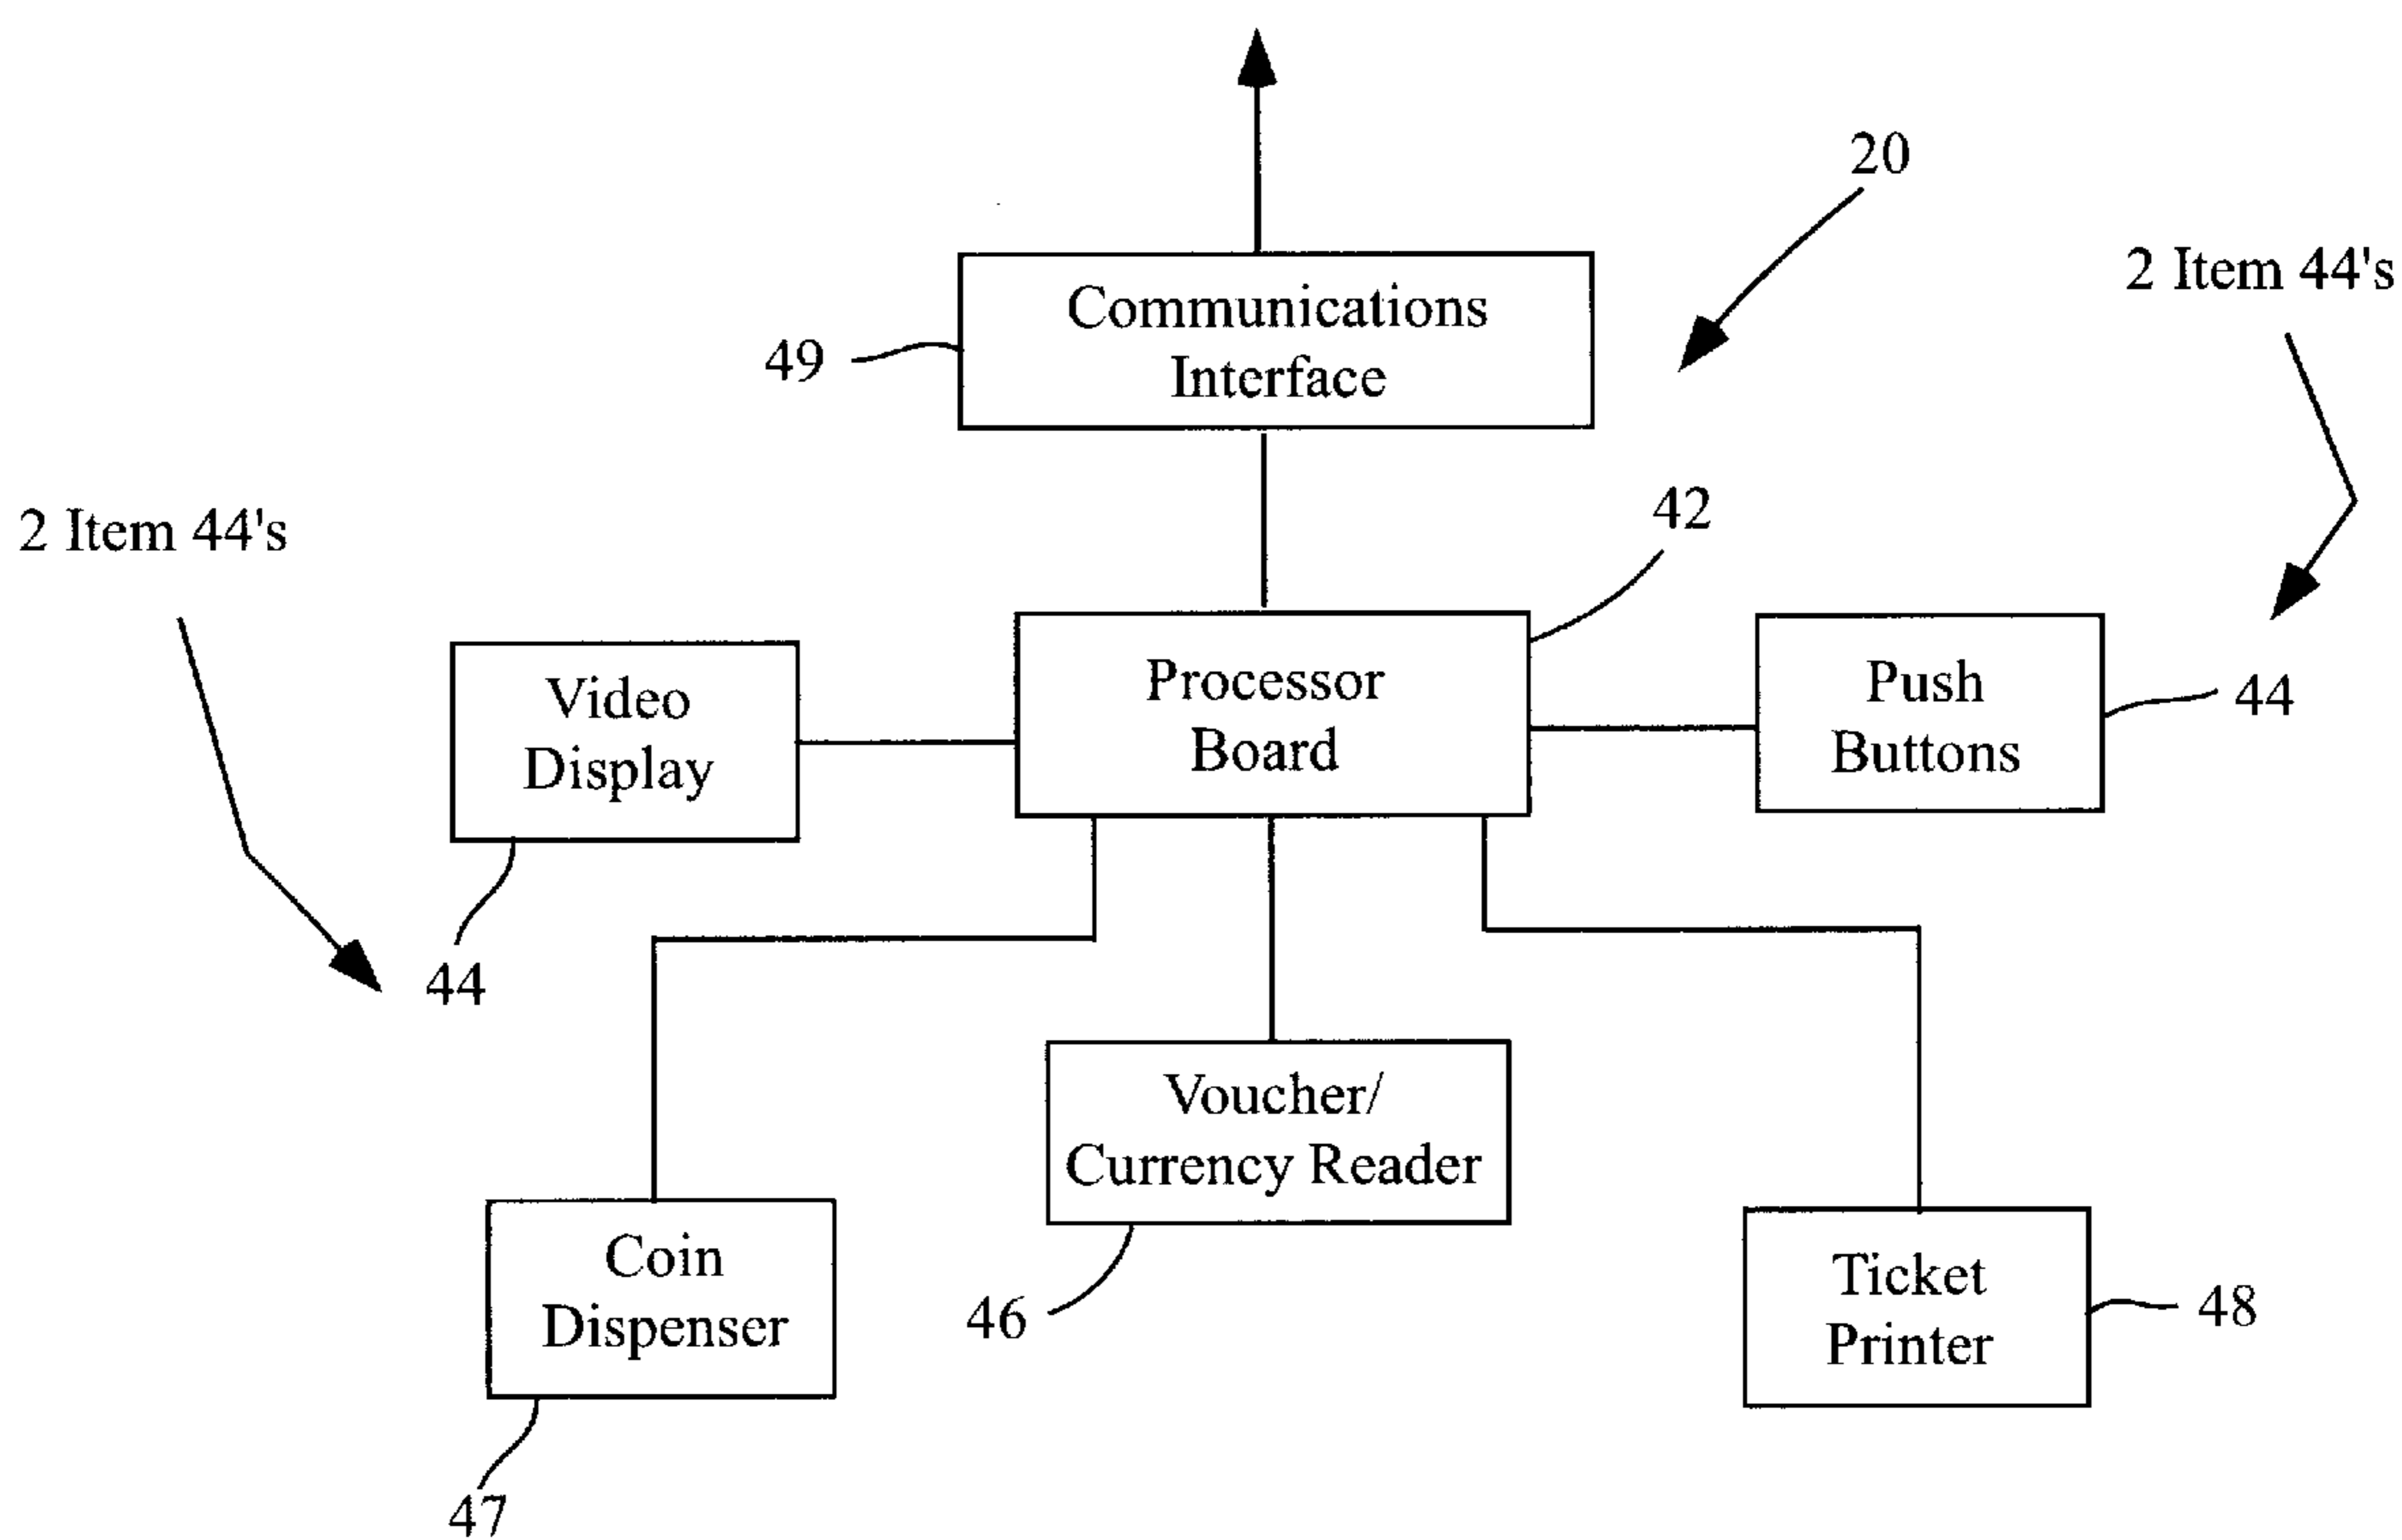 20
2 Item 44's
Communications
Interface
49
42
2 Item 44's
Processor
Board
Video
Display
Push
Buttons
44
44
Voucher/
Currency Reader
Coin
Dispenser
46
Ticket
Printer
48
47